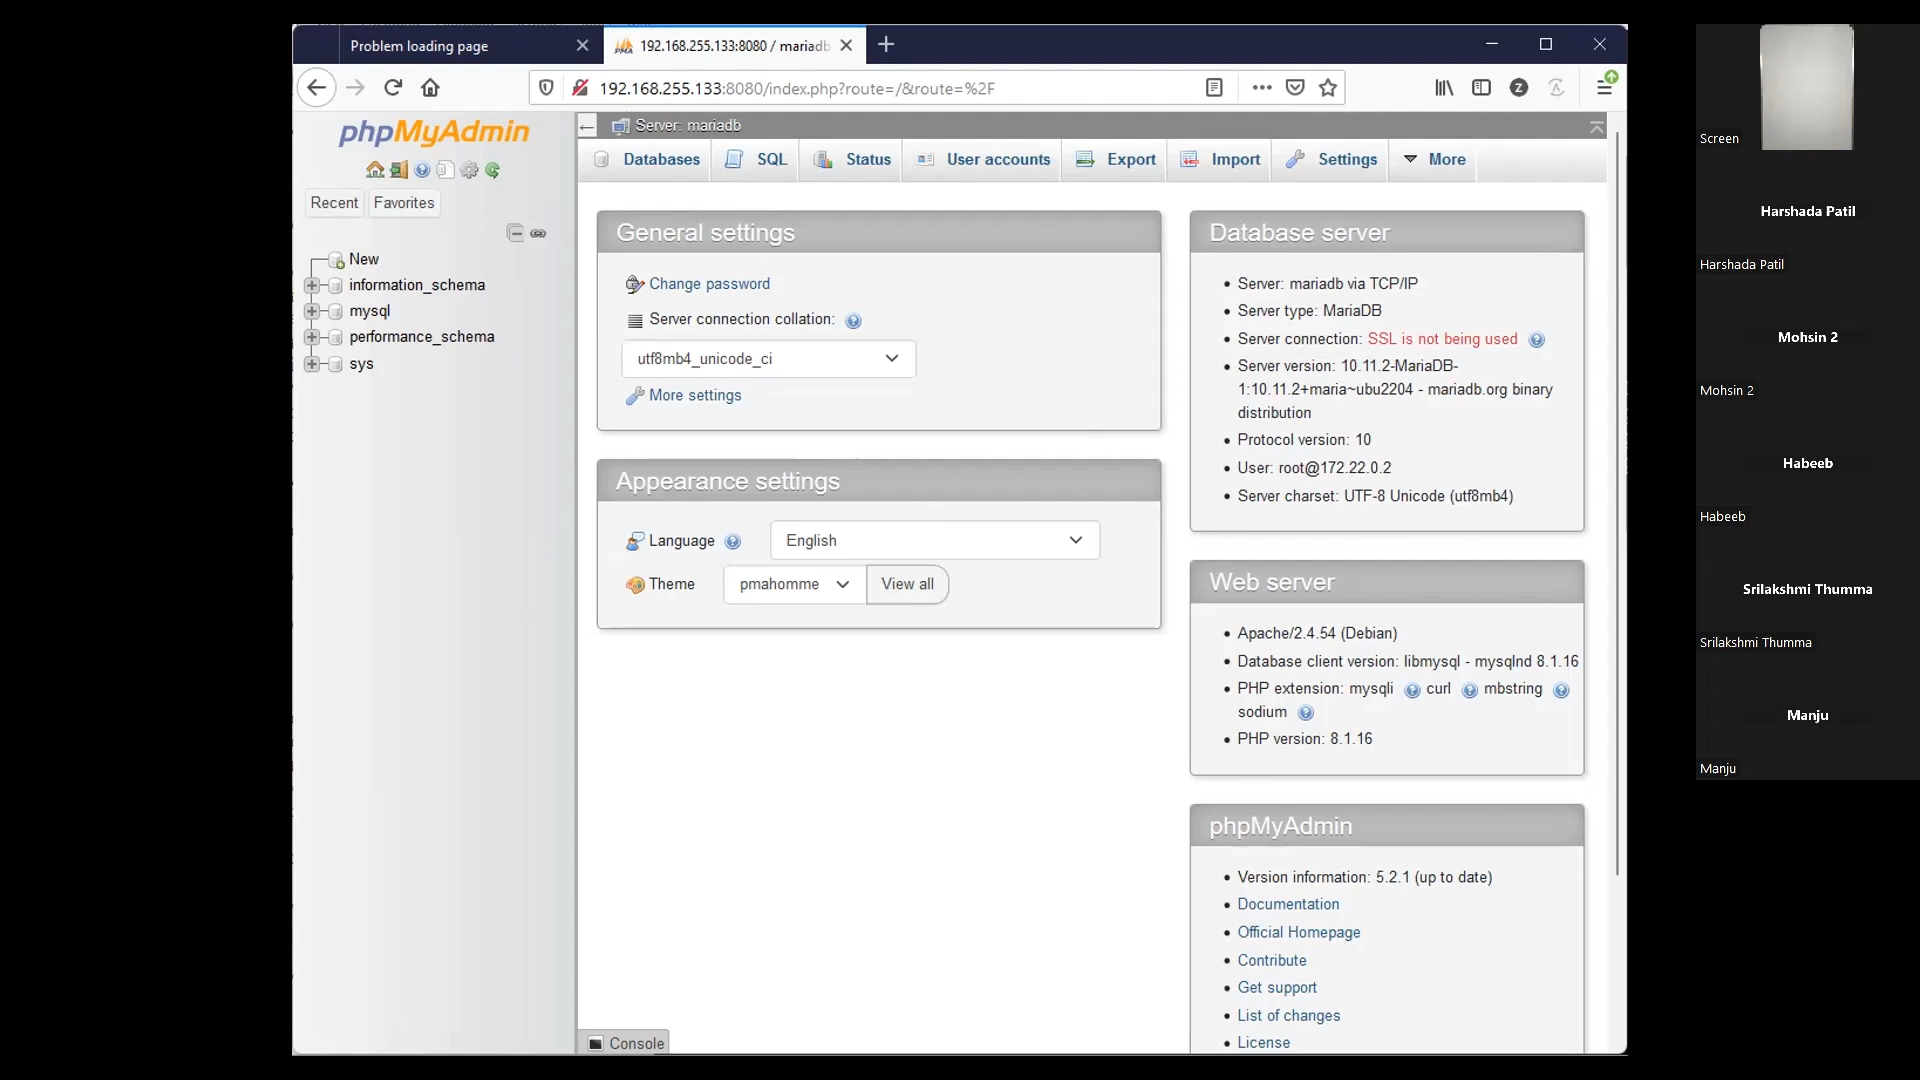 Problem loading page
PMA 192.168.255.133:8080 / mariadb
192.168.255.133:8080/index.php?route=/&route=%2F
Z
phpMyAdmin
Recent
Favorites
New
information_schema
mysql
performance_schema
sys
Server: mariadb
Databases
SQL
Status
User accounts
Export
Import
Settings
More
General settings
Change password
Server connection collation:
utf8mb4_unicode_ci
More settings
Appearance settings
Language
English
Theme
pmahomme
View all
Database server
Server: mariadb via TCP/IP
Server type: MariaDB
Server connection: SSL is not being used
Server version: 10.11.2-MariaDB-
1:10.11.2+maria~ubu2204 - mariadb.org binary
distribution
Protocol version: 10
User: root@172.22.0.2
Server charset: UTF-8 Unicode (utf8mb4)
Web server
Apache/2.4.54 (Debian)
Database client version: libmysql - mysqlnd 8.1.16
PHP extension: mysqli curl mbstring
sodium
PHP version: 8.1.16
phpMyAdmin
Version information: 5.2.1 (up to date)
Documentation
Official Homepage
Contribute
Get support
List of changes
License
Console
Screen
Harshada Patil
Harshada Patil
Mohsin 2
Mohsin 2
Habeeb
Habeeb
Srilakshmi Thumma
Srilakshmi Thumma
Manju
Manju